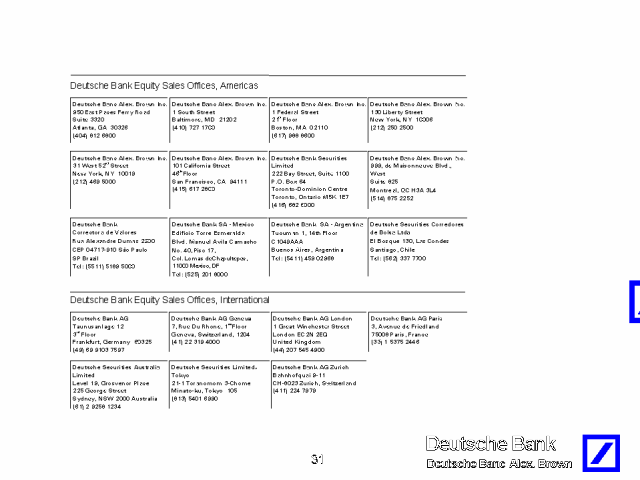 Deutsche Bank Equity Sales Offices, Americas
Deutsche Banc Alex. Brown Inc.
950 East Paces Ferry Road
Suite 3320
Atlanta, GA 30326
(404) 812 6800
Deutsche Banc Alex. Brown Inc.
1 South Street
Baltimore, MD 21202
(410) 727 1700
Deutsche Banc Alex. Brown Inc.
1 Federal Street
21st Floor
Boston, MA 02110
(617) 988 8600
Deutsche Banc Alex. Brown Inc.
130 Liberty Street
New York, NY 10006
(212) 250 2500
Deutsche Banc Alex. Brown Inc.
31 West 52nd Street
New York, NY 10019
(212) 469 5000
Deutsche Banc Alex. Brown Inc.
101 California Street
46th Floor
San Francisco, CA 94111
(415) 617 2800
Deutsche Bank Securities
Limited
222 Bay Street, Suite 1100
P.O. Box 64
Toronto-Dominion Centre
Toronto, Ontario M5K 1E7
(416) 682 8000
Deutsche Banc Alex. Brown Inc.
999, de Maisonneuve Blvd.,
West
Suite 825
Montreal, QC H3A 3L4
(514) 875 2252
Deutsche Bank
Corretora de Valores
Rua Alexandre Dumas 2200
CEP 04717-910 São Paulo
SP Brazil
Tel: (5511) 5189 5000
Deutsche Bank SA - Mexico
Edificio Torre Esmeralda
Blvd. Manuel Avila Camacho
No. 40, Piso 17,
Col. Lomas de Chapultepec,
11000 Mexico, DF
Tel: (525) 201 8000
Deutsche Bank SA - Argentina
Tucuman 1, 14th Floor
C1049AAA
Buenos Aires, Argentina
Tel: (5411) 459 02968
Deutsche Securities Corredores
de Bolsa Ltda
El Bosque 130, Las Condes
Santiago, Chile
Tel: (562) 337 7700
Deutsche Bank Equity Sales Offices, International
Deutsche Bank AG
Taunusanlage 12
3rd Floor
Frankfurt, Germany 60325
(49) 69 9103 7597
Deutsche Bank AG Geneva
7, Rue Du Rhone, 1st Floor
Geneva, Switzerland, 1204
(41) 22 319 4000
Deutsche Bank AG London
1 Great Winchester Street
London EC2N 2EQ
United Kingdom
(44) 207 545 4900
Deutsche Bank AG Paris
3, Avenue de Friedland
75008 Paris, France
(33) 1 5375 2446
Deutsche Securities Australia
Limited
Level 19, Grosvenor Place
225 George Street
Sydney, NSW 2000 Australia
(61) 2 9258 1234
Deutsche Securities Limited,
Tokyo
21-1 Toranomon 3-Chome
Minato-ku, Tokyo 105
(813) 5401 6990
Deutsche Bank AG Zurich
Bahnhofquai 9-11
CH-8023 Zurich, Switzerland
(411) 224 7979
31
Deutsche Bank
Deutsche Banc Alex. Brown